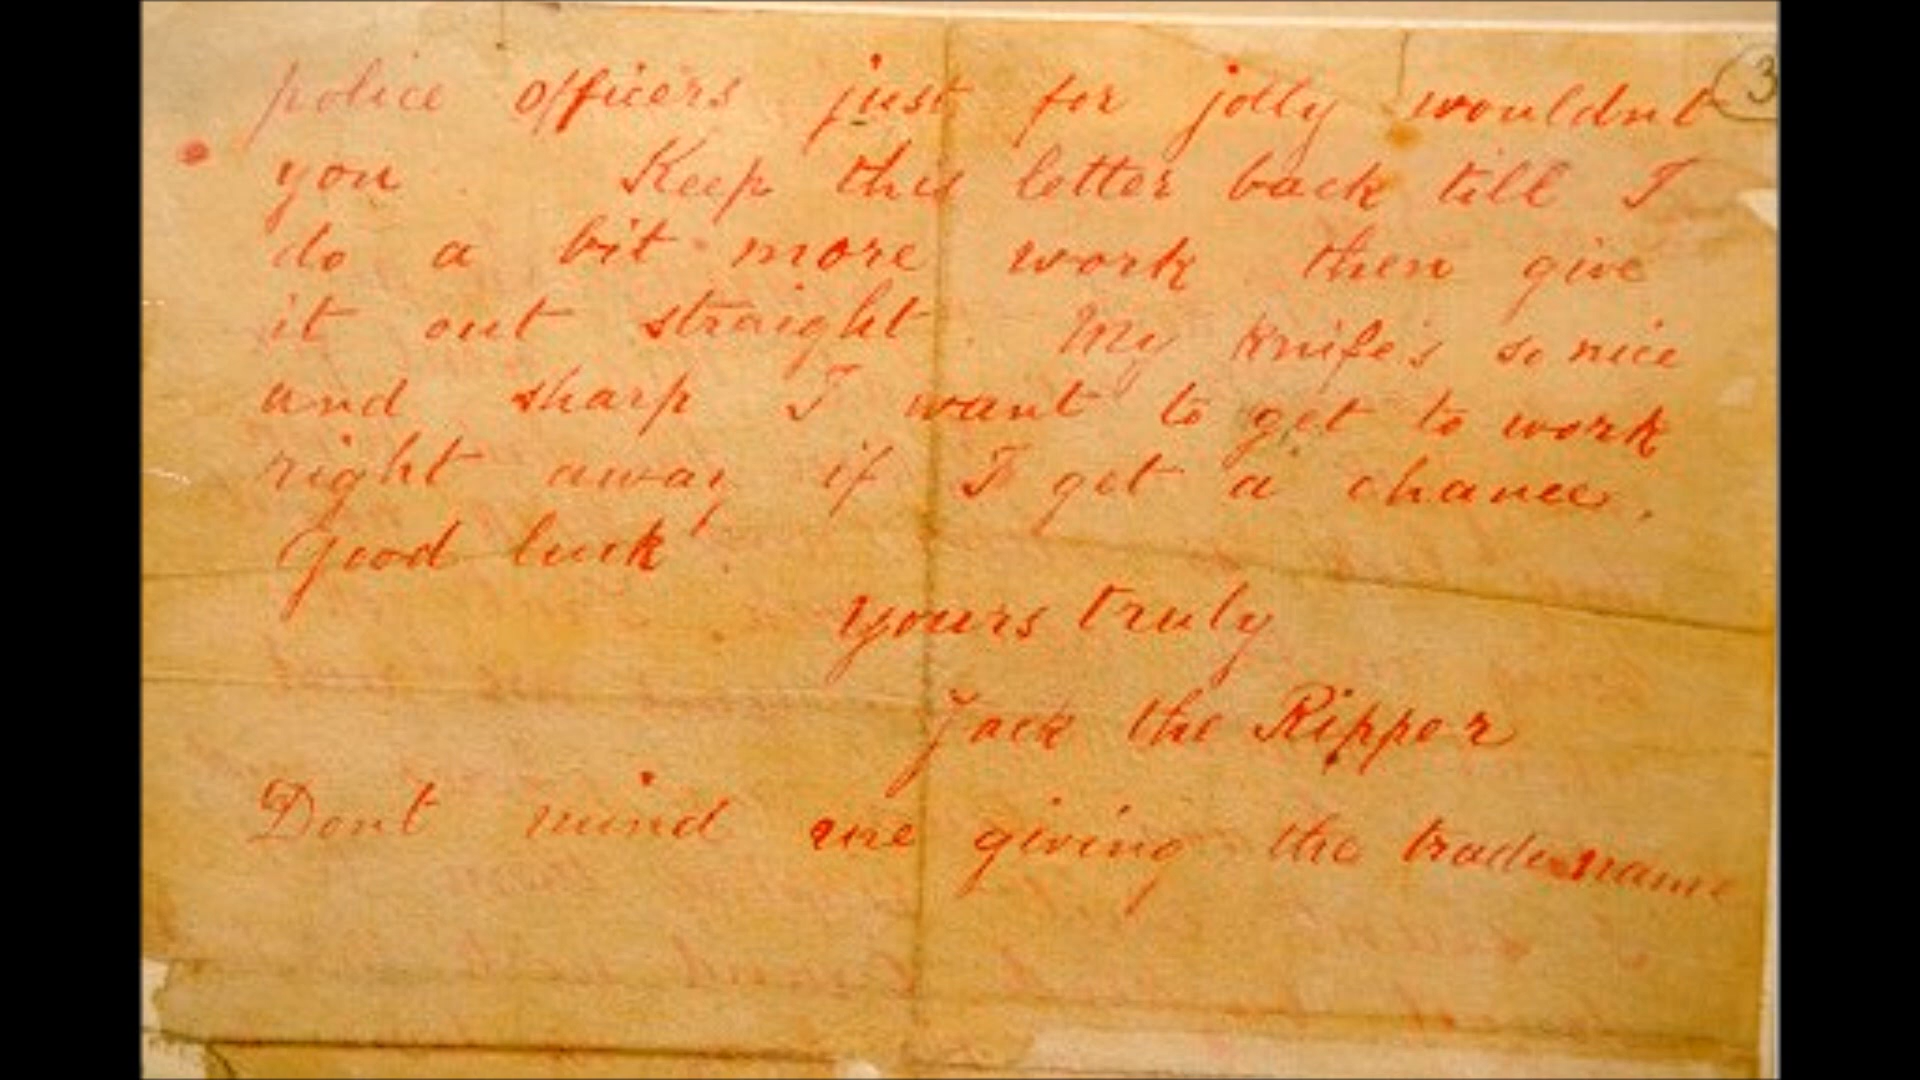 3
police officers just for jolly wouldnt
you. Keep this letter back till I
do a bit more work then give
it out straight. My knife's so nice
and sharp I want to get to work
right away if I get a chance.
Good luck.
yours truly
Jack the Ripper
Dont mind me giving the trade name